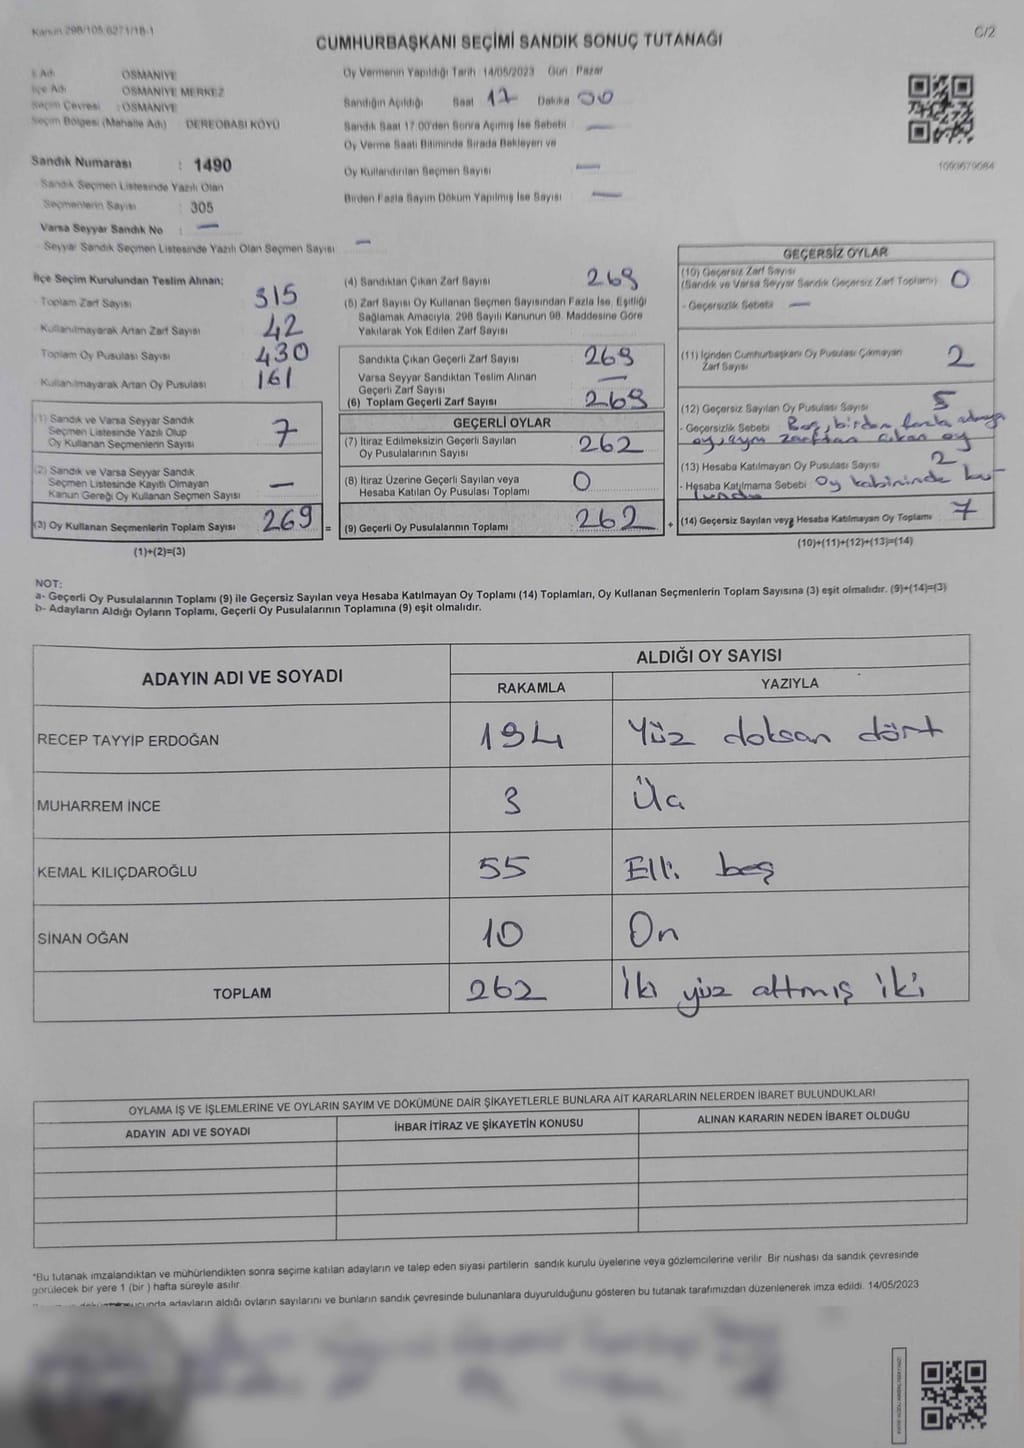 Kanun 298/105,6271/18-1
C/2
CUMHURBAŞKANI SEÇİMİ SANDIK SONUÇ TUTANAĞI
İl Adı OSMANİYE
İlçe Adı OSMANİYE MERKEZ
Seçim Çevresi : OSMANİYE
Seçim Bölgesi (Mahalle Adı) DEREOBASI KÖYÜ
Sandık Numarası : 1490
Sandık Seçmen Listesinde Yazılı Olan
Seçmenlerin Sayısı : 305
Varsa Seyyar Sandık No : —
Seyyar Sandık Seçmen Listesinde Yazılı Olan Seçmen Sayısı —
Oy Vermenin Yapıldığı Tarih : 14/05/2023 Gün : Pazar
Sandığın Açıldığı Saat 17 Dakika 00
Sandık Saat 17:00'den Sonra Açılmış İse Sebebi —
Oy Verme Saati Bitiminde Sırada Bekleyen ve
Oy Kullandırılan Seçmen Sayısı —
Birden Fazla Sayım Döküm Yapılmış İse Sayısı —
1093679084
İlçe Seçim Kurulundan Teslim Alınan;
Toplam Zarf Sayısı 315
Kullanılmayarak Artan Zarf Sayısı 42
Toplam Oy Pusulası Sayısı 430
Kullanılmayarak Artan Oy Pusulası 161
(1) Sandık ve Varsa Seyyar Sandık
Seçmen Listesinde Yazılı Olup
Oy Kullanan Seçmenlerin Sayısı 7
(2) Sandık ve Varsa Seyyar Sandık
Seçmen Listesinde Kayıtlı Olmayan
Kanun Gereği Oy Kullanan Seçmen Sayısı —
(3) Oy Kullanan Seçmenlerin Toplam Sayısı 269 =
(1)+(2)=(3)
(4) Sandıktan Çıkan Zarf Sayısı 269
(5) Zarf Sayısı Oy Kullanan Seçmen Sayısından Fazla İse, Eşitliği
Sağlamak Amacıyla, 298 Sayılı Kanunun 98. Maddesine Göre
Yakılarak Yok Edilen Zarf Sayısı
Sandıkta Çıkan Geçerli Zarf Sayısı 269
Varsa Seyyar Sandıktan Teslim Alınan
Geçerli Zarf Sayısı —
(6) Toplam Geçerli Zarf Sayısı 269
GEÇERLİ OYLAR
(7) İtiraz Edilmeksizin Geçerli Sayılan
Oy Pusulalarının Sayısı 262
(8) İtiraz Üzerine Geçerli Sayılan veya
Hesaba Katılan Oy Pusulası Toplamı 0
(9) Geçerli Oy Pusulalarının Toplamı 262 +
GEÇERSİZ OYLAR
(10) Geçersiz Zarf Sayısı
(Sandık ve Varsa Seyyar Sandık Geçersiz Zarf Toplamı) 0
- Geçersizlik Sebebi —
(11) İçinden Cumhurbaşkanı Oy Pusulası Çıkmayan
Zarf Sayısı 2
(12) Geçersiz Sayılan Oy Pusulası Sayısı 5
- Geçersizlik Sebebi Boş, birden fazla adaya
oy, aynı zarftan çıkan oy
(13) Hesaba Katılmayan Oy Pusulası Sayısı 2
- Hesaba Katılmama Sebebi Oy kabininde bu
lundu
(14) Geçersiz Sayılan veya Hesaba Katılmayan Oy Toplamı 7
(10)+(11)+(12)+(13)=(14)
NOT:
a- Geçerli Oy Pusulalarının Toplamı (9) ile Geçersiz Sayılan veya Hesaba Katılmayan Oy Toplamı (14) Toplamları, Oy Kullanan Seçmenlerin Toplam Sayısına (3) eşit olmalıdır. (9)+(14)=(3)
b- Adayların Aldığı Oyların Toplamı, Geçerli Oy Pusulalarının Toplamına (9) eşit olmalıdır.
ADAYIN ADI VE SOYADI ALDIĞI OY SAYISI
RAKAMLA YAZIYLA
RECEP TAYYİP ERDOĞAN 194 Yüz doksan dört
MUHARREM İNCE 3 Üç
KEMAL KILIÇDAROĞLU 55 Elli beş
SİNAN OĞAN 10 On
TOPLAM 262 İki yüz altmış iki
OYLAMA İŞ VE İŞLEMLERİNE VE OYLARIN SAYIM VE DÖKÜMÜNE DAİR ŞİKAYETLERLE BUNLARA AİT KARARLARIN NELERDEN İBARET BULUNDUKLARI
ADAYIN ADI VE SOYADI İHBAR İTİRAZ VE ŞİKAYETİN KONUSU ALINAN KARARIN NEDEN İBARET OLDUĞU
*Bu tutanak imzalandıktan ve mühürlendikten sonra seçime katılan adayların ve talep eden siyasi partilerin sandık kurulu üyelerine veya gözlemcilerine verilir. Bir nüshası da sandık çevresinde
görülecek bir yere 1 (bir ) hafta süreyle asılır.
adayların aldığı oyların sayılarını ve bunların sandık çevresinde bulunanlara duyurulduğunu gösteren bu tutanak tarafımızdan düzenlenerek imza edildi. 14/05/2023